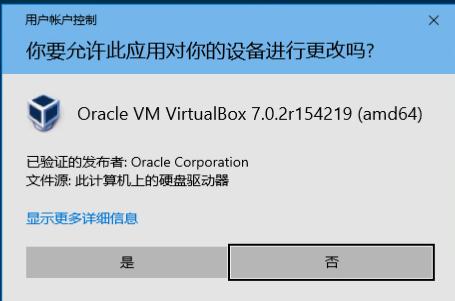 用户帐户控制
你要允许此应用对你的设备进行更改吗?
Oracle VM VirtualBox 7.0.2r154219 (amd64)
已验证的发布者: Oracle Corporation
文件源: 此计算机上的硬盘驱动器
显示更多详细信息
是
否